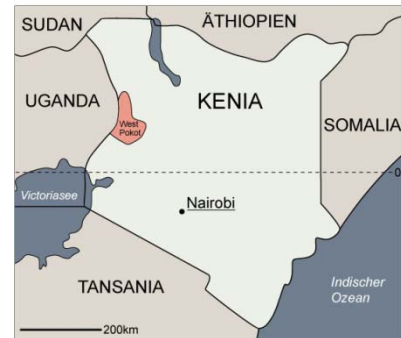 SUDAN
ÄTHIOPIEN
UGANDA
KENIA
West
Pokot
SOMALIA
0
Victoriasee
Nairobi
TANSANIA
Indischer
Ozean
200km